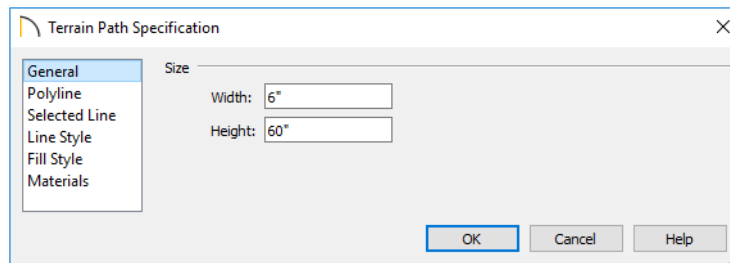 Terrain Path Specification
General
Polyline
Selected Line
Line Style
Fill Style
Materials
Size
Width: 6"
Height: 60"
OK Cancel Help